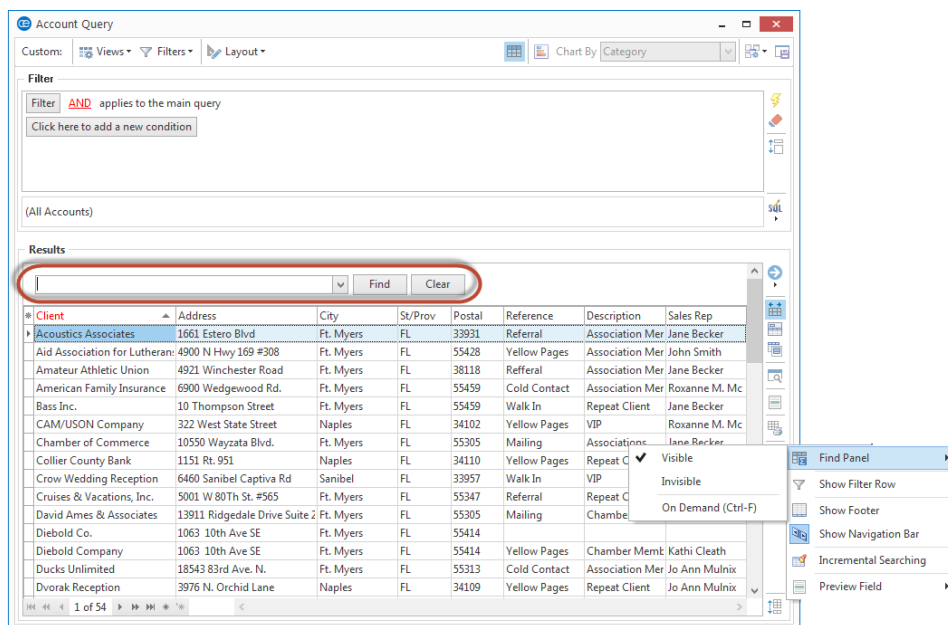 Account Query
Custom: Views Filters Layout Chart By Category
Filter
Filter AND applies to the main query
Click here to add a new condition
(All Accounts)
SQL
Results
Find Clear
Client Address City St/Prov Postal Reference Description Sales Rep
Acoustics Associates 1661 Estero Blvd Ft. Myers FL 33931 Referral Association Mer Jane Becker
Aid Association for Lutheran: 4900 N Hwy 169 #308 Ft. Myers FL 55428 Yellow Pages Association Mer John Smith
Amateur Athletic Union 4921 Winchester Road Ft. Myers FL 38118 Refferal Association Mer Jane Becker
American Family Insurance 6900 Wedgewood Rd. Ft. Myers FL 55459 Cold Contact Association Mer Roxanne M. Mc
Bass Inc. 10 Thompson Street Ft. Myers FL 55459 Walk In Repeat Client Jane Becker
CAM/USON Company 322 West State Street Naples FL 34102 Yellow Pages VIP Roxanne M. Mc
Chamber of Commerce 10550 Wayzata Blvd. Ft. Myers FL 55305 Mailing Associations Jane Becker
Collier County Bank 1151 Rt. 951 Naples FL 34110 Yellow Pages Repeat C Visible Find Panel
Crow Wedding Reception 6460 Sanibel Captiva Rd Sanibel FL 33957 Walk In VIP Invisible Show Filter Row
Cruises & Vacations, Inc. 5001 W 80Th St. #565 Ft. Myers FL 55347 Referral Repeat C On Demand (Ctrl-F) Show Footer
David Ames & Associates 13911 Ridgedale Drive Suite 2 Ft. Myers FL 55305 Mailing Chambe
Diebold Co. 1063 10th Ave SE Ft. Myers FL 55414 Show Navigation Bar
Diebold Company 1063 10th Ave SE Ft. Myers FL 55414 Yellow Pages Chamber Memb Kathi Cleath Incremental Searching
Ducks Unlimited 18543 83rd Ave. N. Ft. Myers FL 55313 Cold Contact Association Mer Jo Ann Mulnix Preview Field
Dvorak Reception 3976 N. Orchid Lane Naples FL 34109 Yellow Pages Repeat Client Jo Ann Mulnix
1 of 54